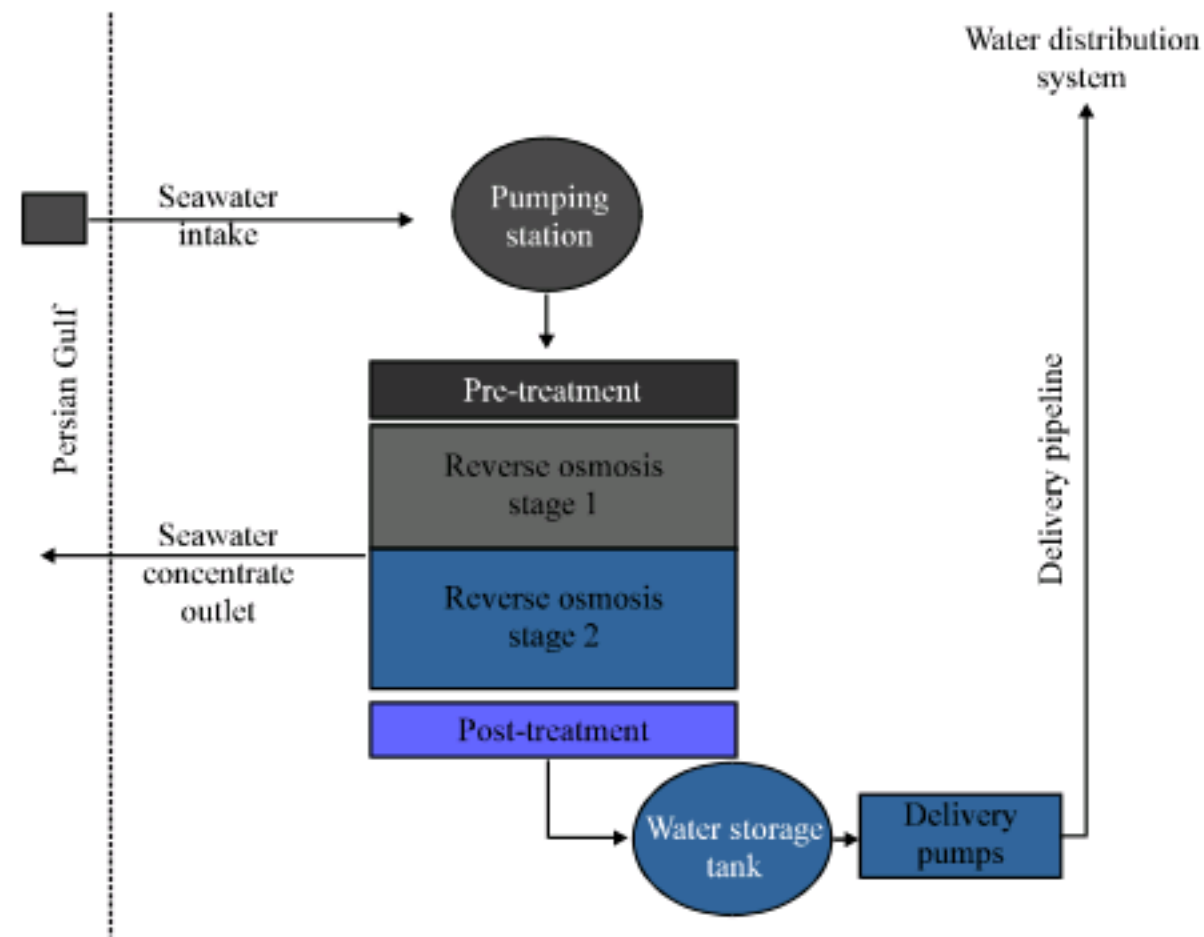 Water distribution
system
Seawater
intake
Pumping
station
Persian Gulf
Pre-treatment
Reverse osmosis
stage 1
Seawater
concentrate
outlet
Reverse osmosis
stage 2
Delivery pipeline
Post-treatment
Water storage
tank
Delivery
pumps